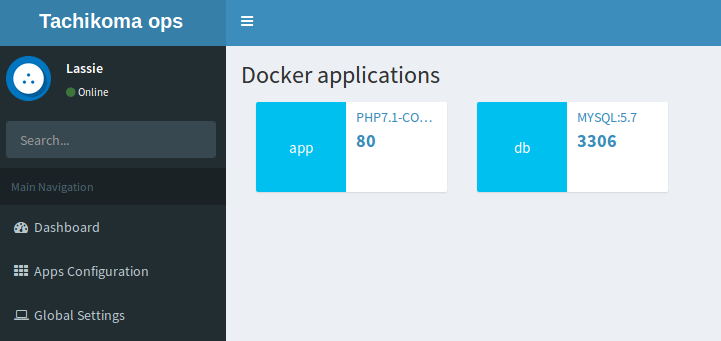 Tachikoma ops
Lassie
Online
Search...
Main Navigation
Dashboard
Apps Configuration
Global Settings
Docker applications
app
PHP7.1-CO...
80
db
MYSQL:5.7
3306